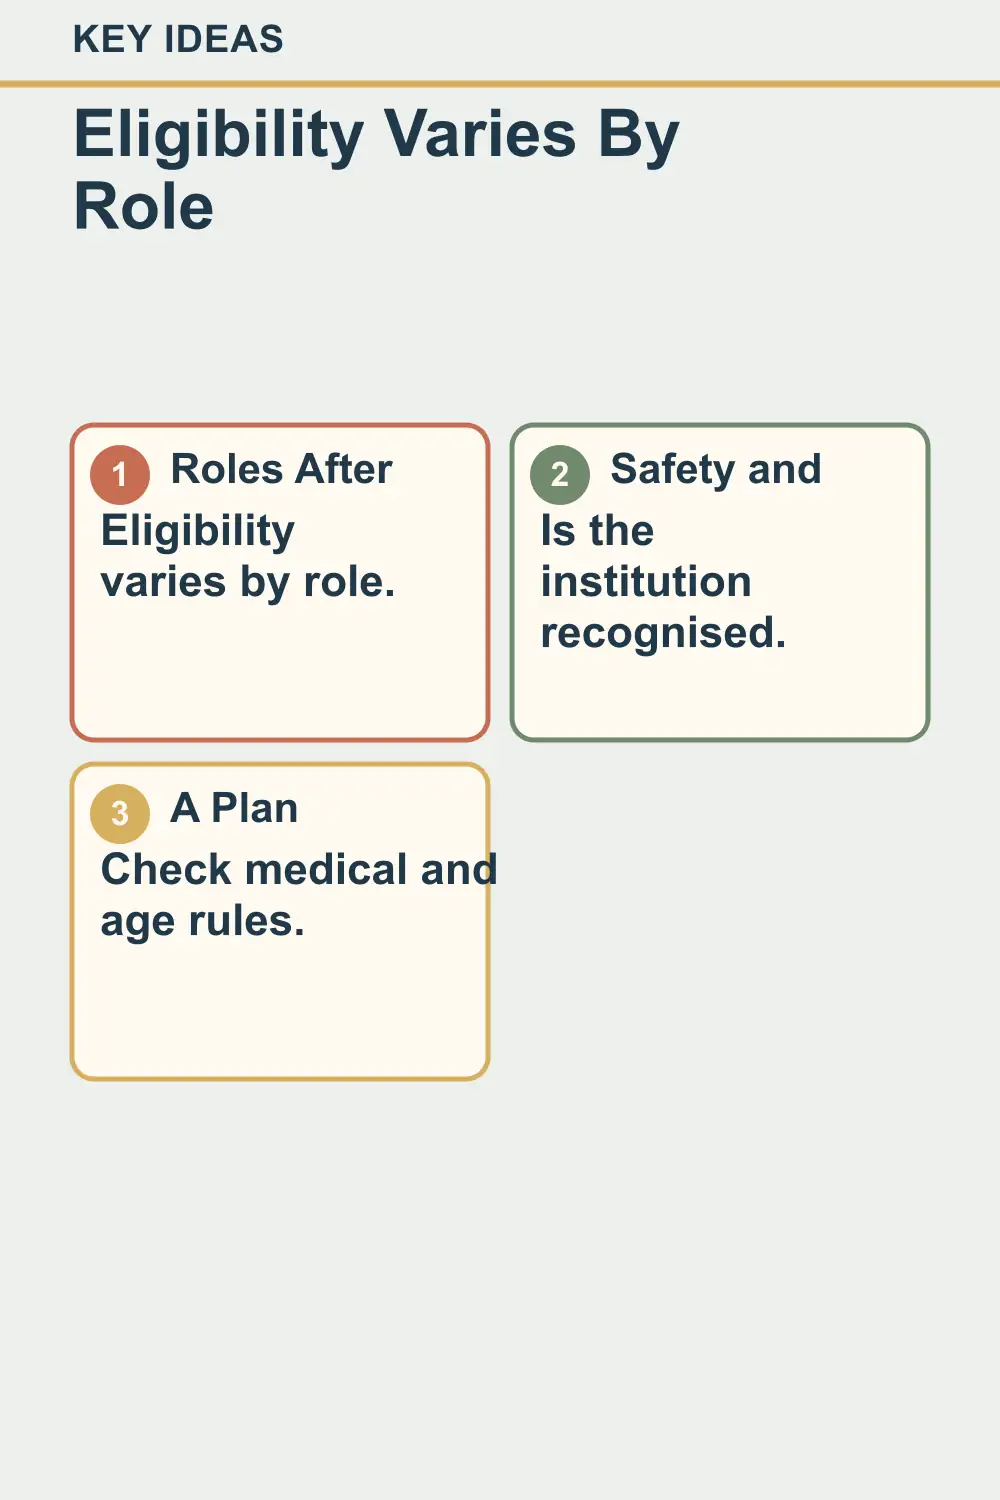 KEY IDEAS
Eligibility Varies By
Role
1 Roles After
Eligibility
varies by role.
2 Safety and
Is the
institution
recognised.
3 A Plan
Check medical and
age rules.